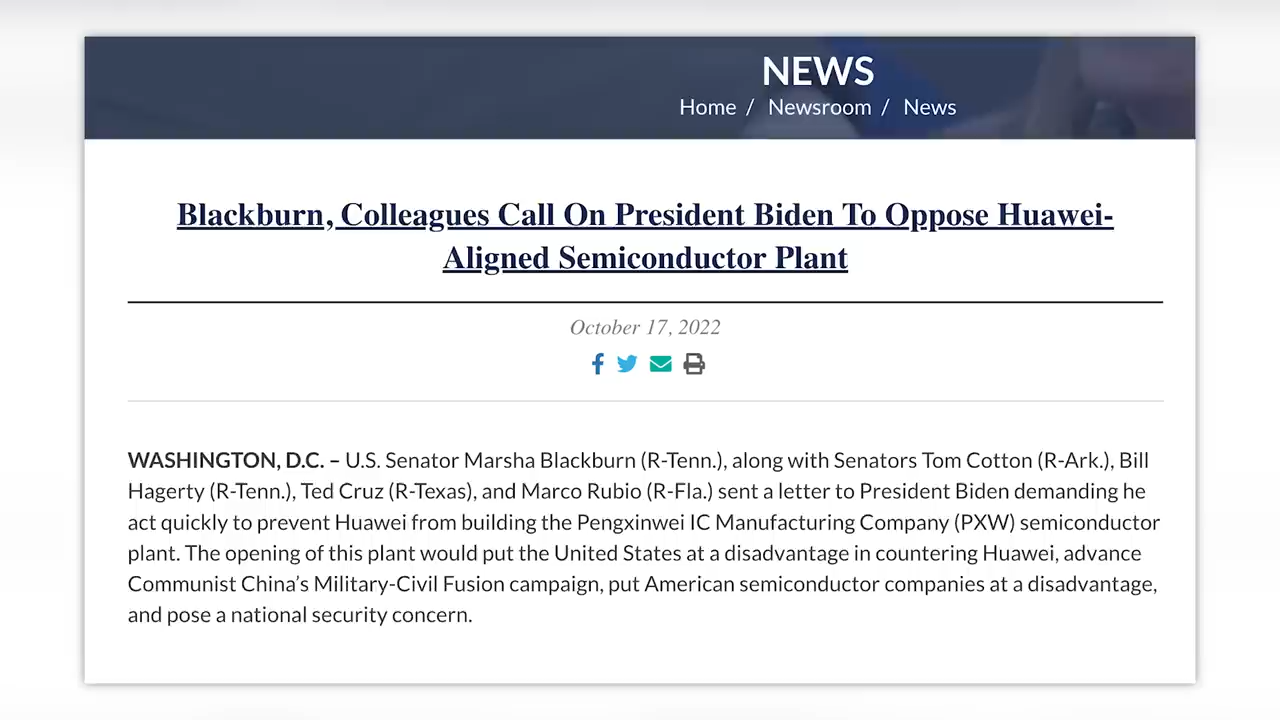 NEWS
Home / Newsroom / News
Blackburn, Colleagues Call On President Biden To Oppose Huawei-
Aligned Semiconductor Plant
October 17, 2022
WASHINGTON, D.C. – U.S. Senator Marsha Blackburn (R-Tenn.), along with Senators Tom Cotton (R-Ark.), Bill
Hagerty (R-Tenn.), Ted Cruz (R-Texas), and Marco Rubio (R-Fla.) sent a letter to President Biden demanding he
act quickly to prevent Huawei from building the Pengxinwei IC Manufacturing Company (PXW) semiconductor
plant. The opening of this plant would put the United States at a disadvantage in countering Huawei, advance
Communist China’s Military-Civil Fusion campaign, put American semiconductor companies at a disadvantage,
and pose a national security concern.